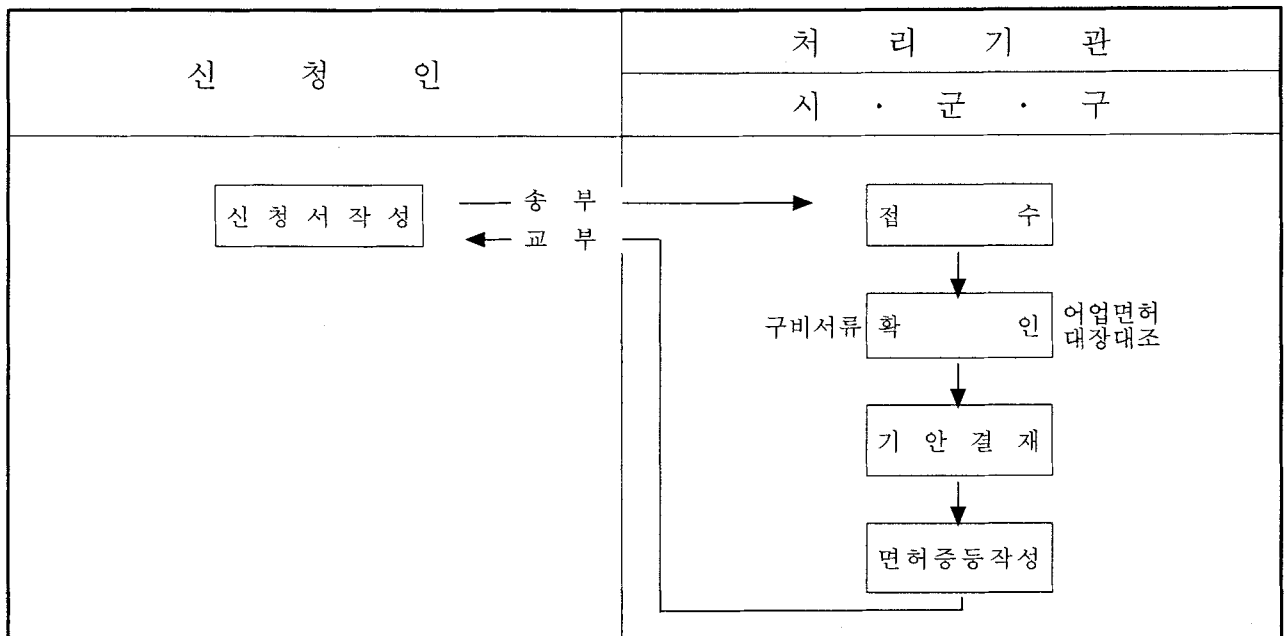 신 청 인
처 리 기 관
시 · 군 · 구
신 청 서 작 성
송 부
접 수
교 부
구비서류
확 인
어업면허
대장대조
기 안 결 재
면허증등작성